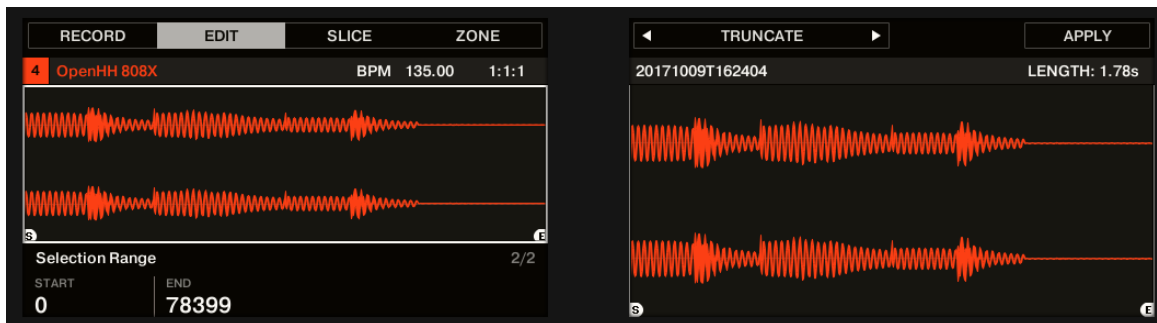 RECORD EDIT SLICE ZONE
4 OpenHH 808X BPM 135.00 1:1:1
S E
Selection Range 2/2
START END
0 78399
◀ TRUNCATE ▶ APPLY
20171009T162404 LENGTH: 1.78s
S E